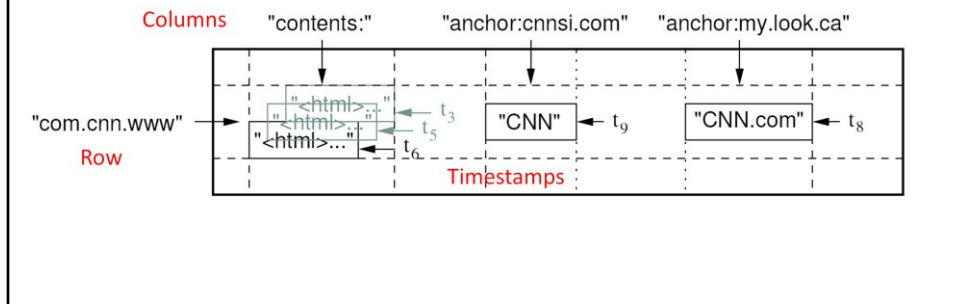 Columns "contents:" "anchor:cnnsi.com" "anchor:my.look.ca"
"<html>..." t3
"com.cnn.www" "<html>..." t5 "CNN" t9 "CNN.com" t8
"<html>..." t6
Row
Timestamps